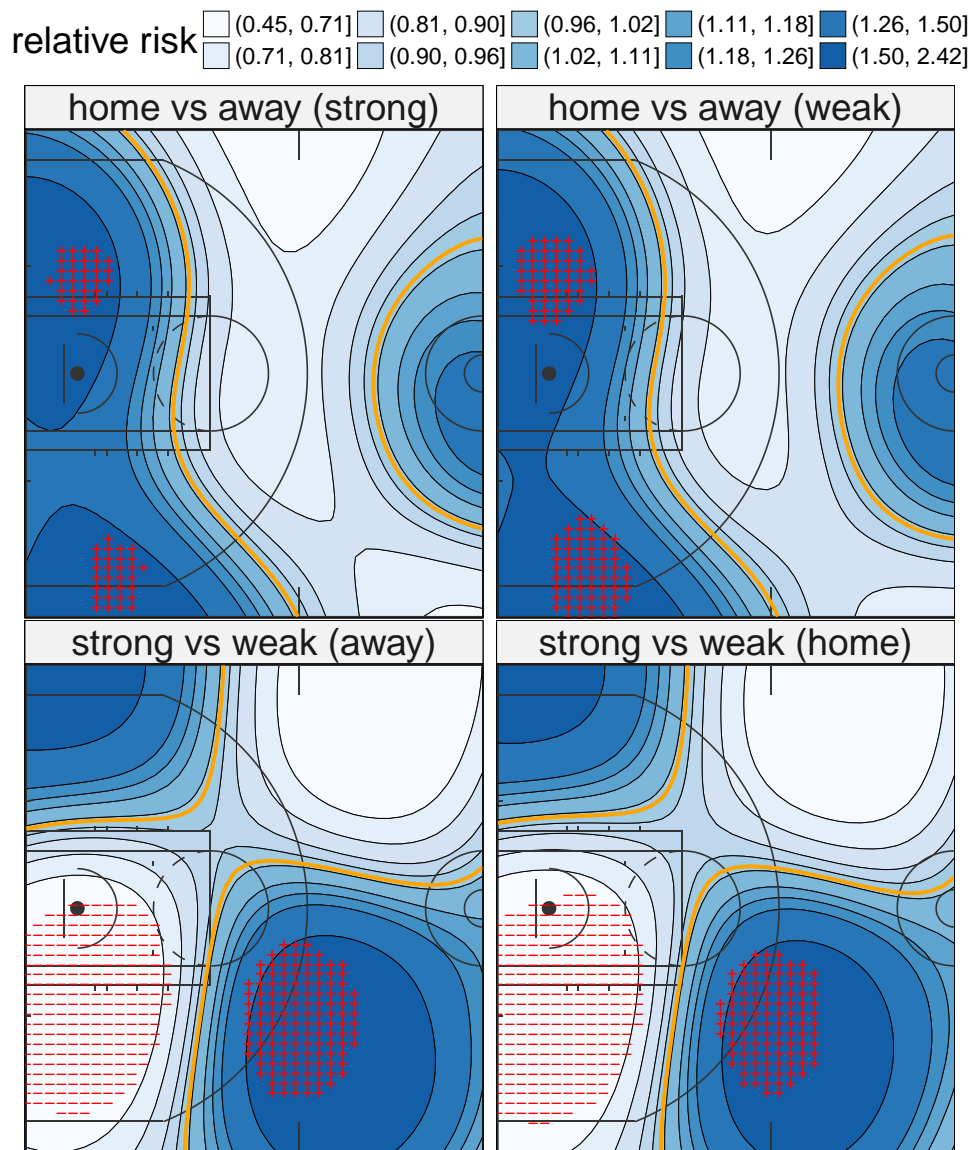 relative risk
(0.45, 0.71] (0.81, 0.90] (0.96, 1.02] (1.11, 1.18] (1.26, 1.50]
(0.71, 0.81] (0.90, 0.96] (1.02, 1.11] (1.18, 1.26] (1.50, 2.42]
home vs away (strong)
home vs away (weak)
strong vs weak (away)
strong vs weak (home)